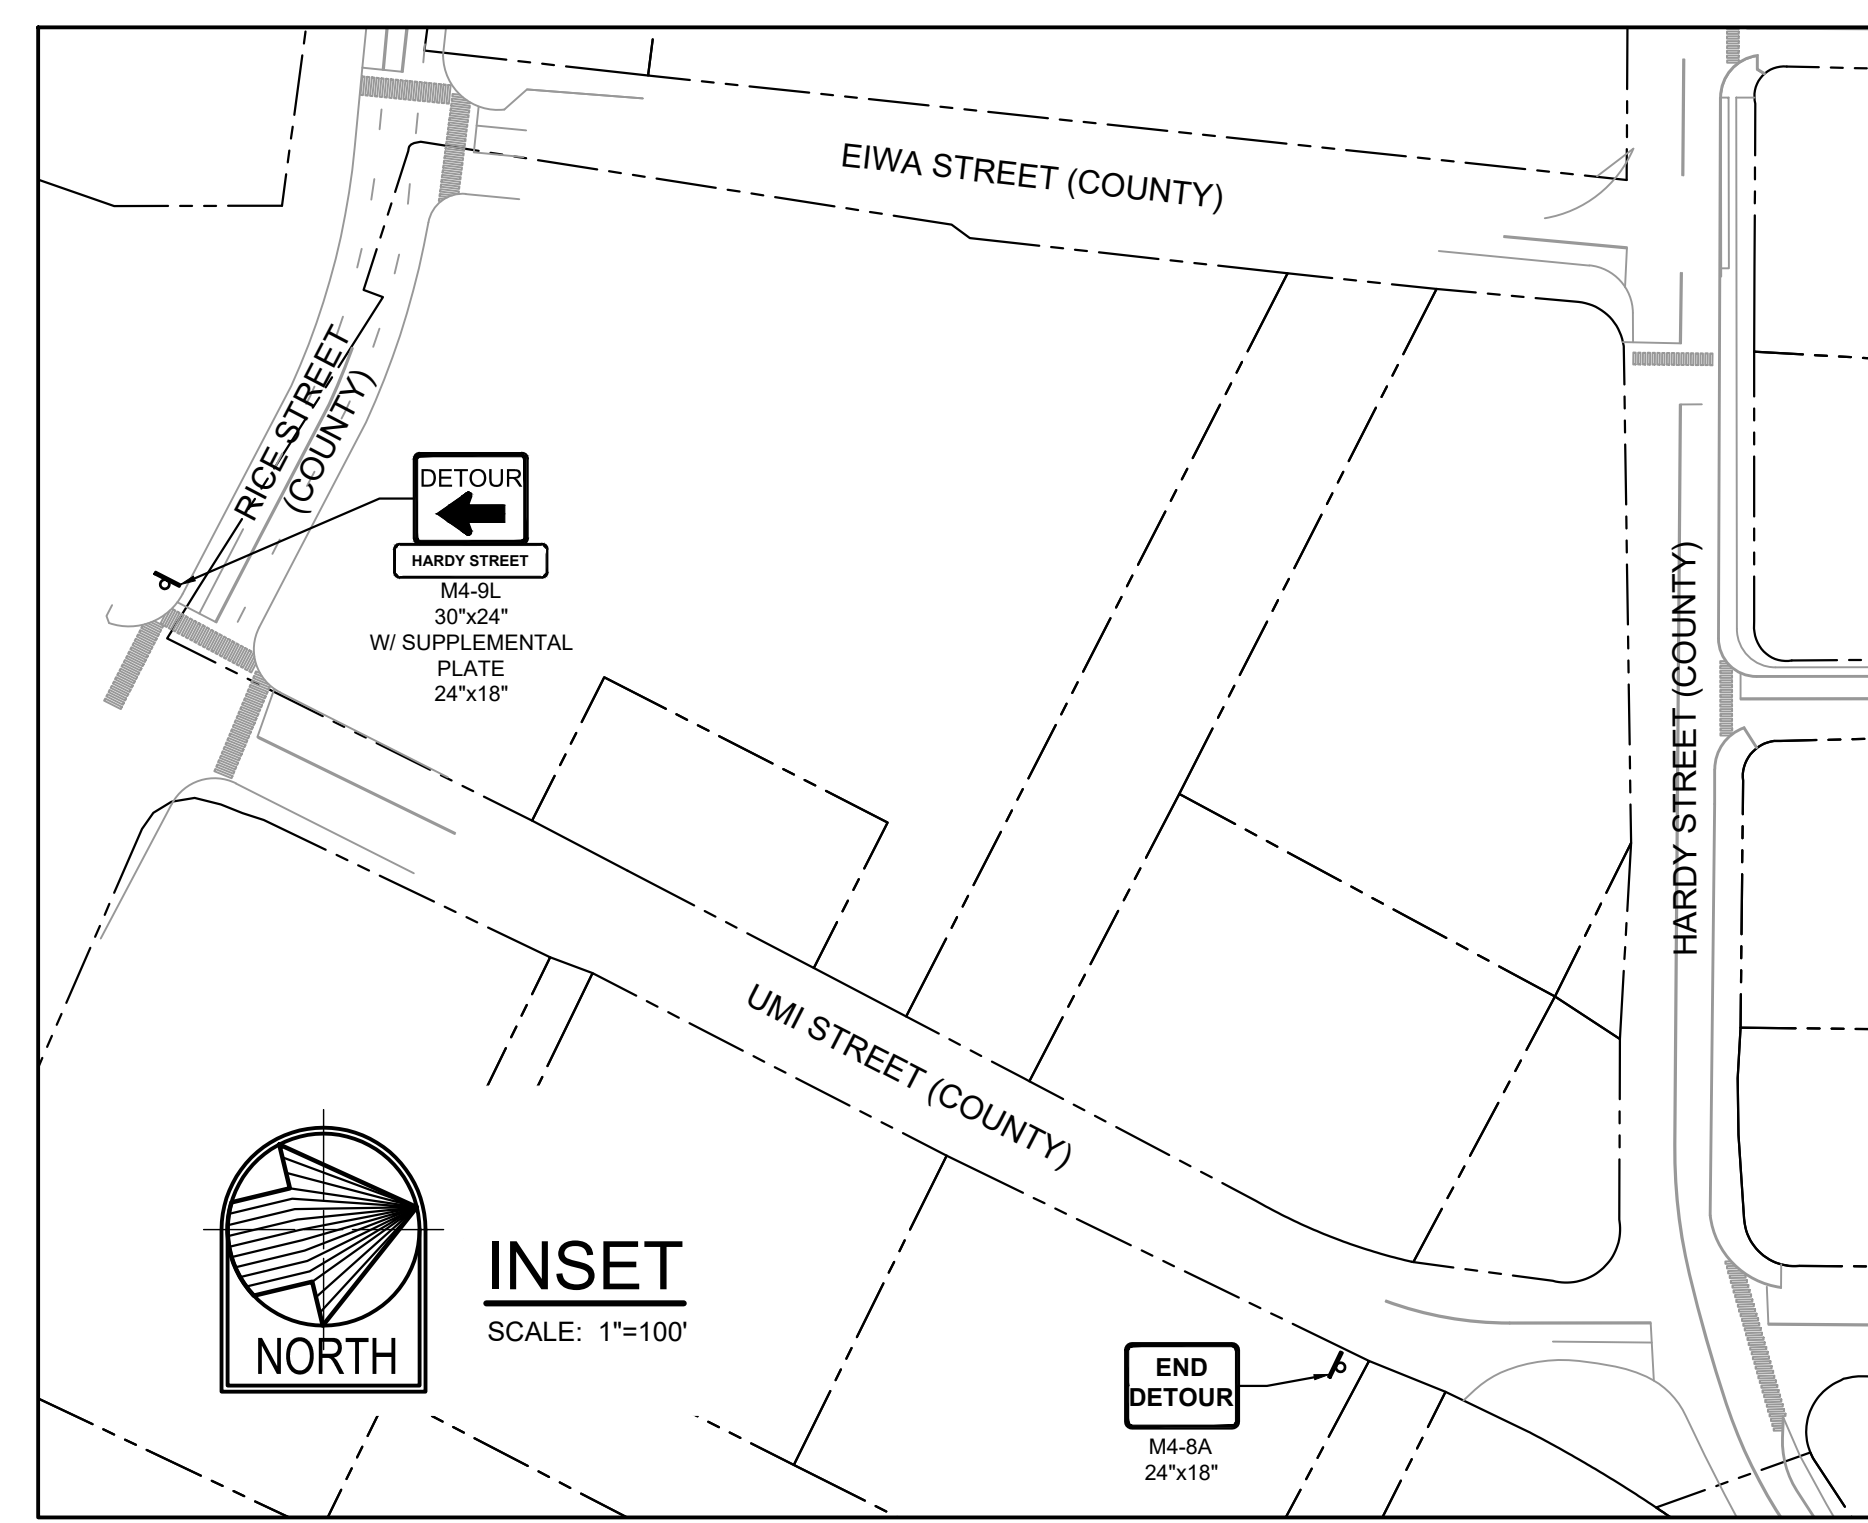 EIWA STREET (COUNTY)
RICE STREET
(COUNTY)
DETOUR
HARDY STREET
M4-9L
30"x24"
W/ SUPPLEMENTAL
PLATE
24"x18"
HARDY STREET (COUNTY)
UMI STREET (COUNTY)
NORTH
INSET
SCALE: 1"=100'
END
DETOUR
M4-8A
24"x18"